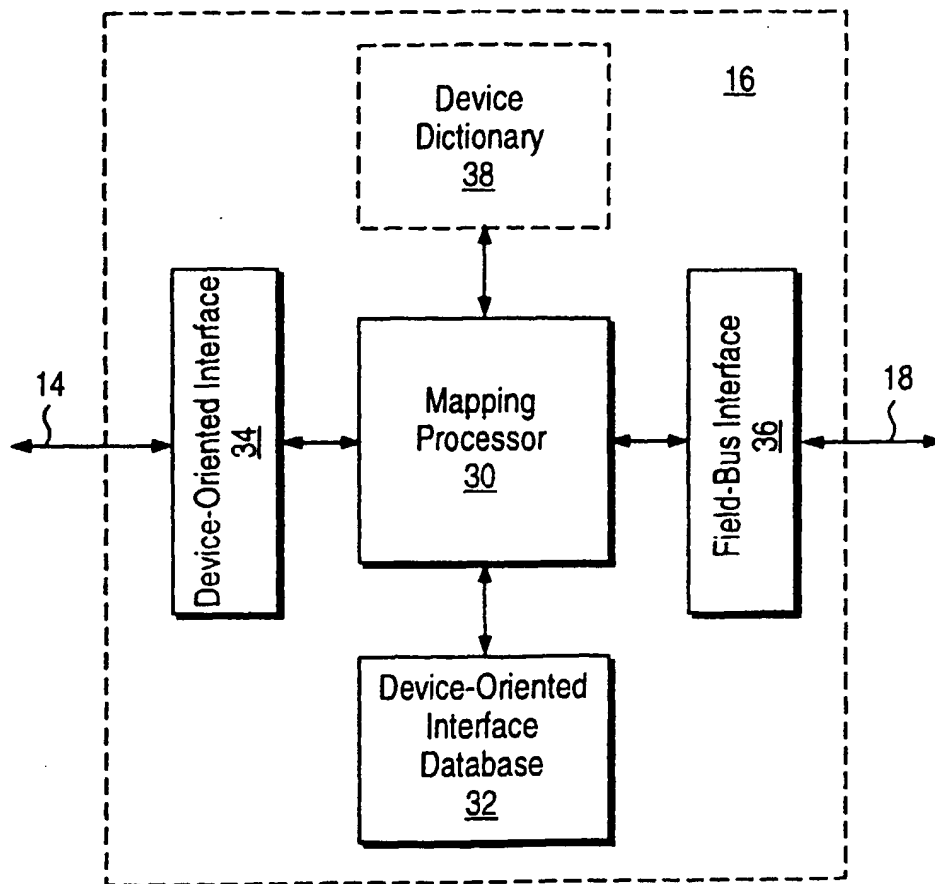 16
Device
Dictionary
38
14
Device-Oriented Interface
34
Mapping
Processor
30
Field-Bus Interface
36
18
Device-Oriented
Interface
Database
32